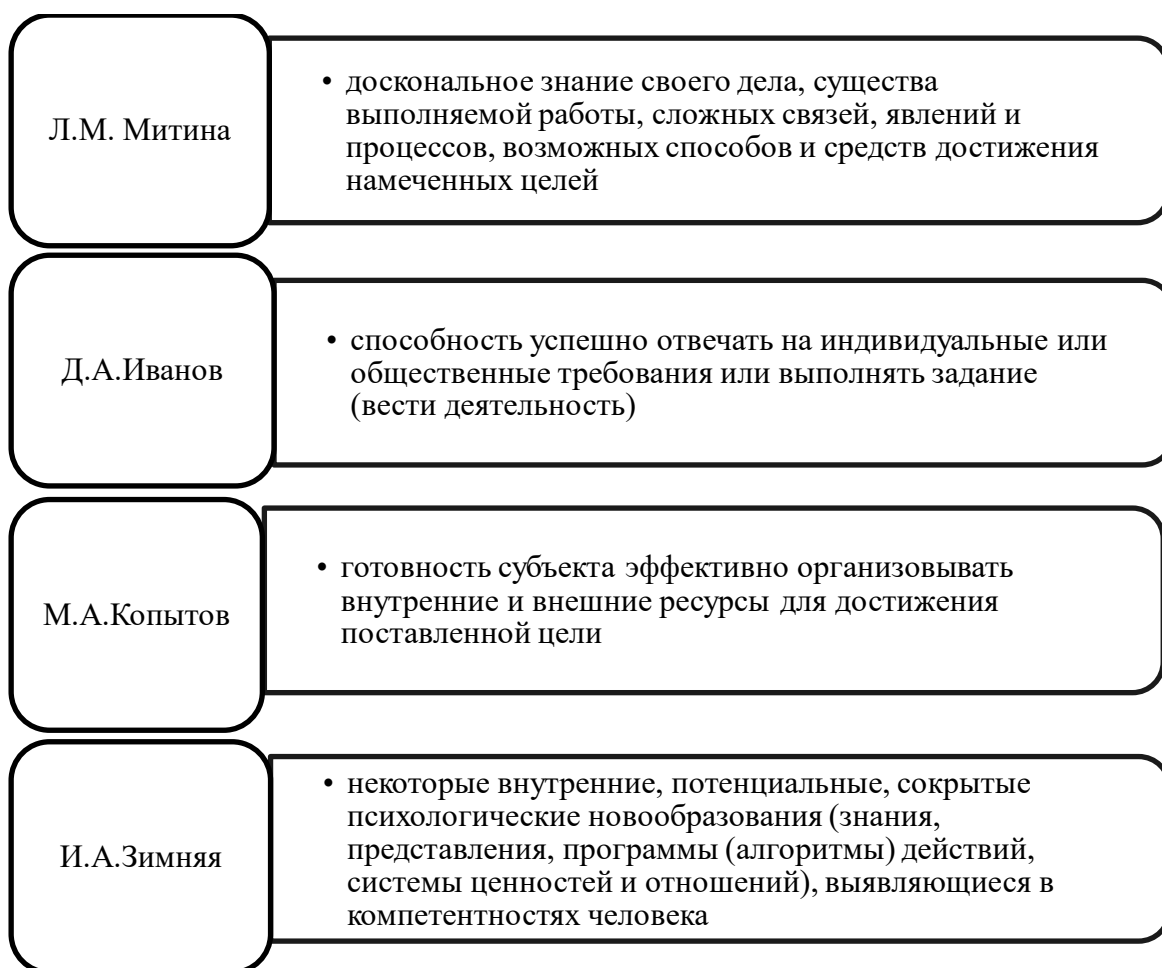 Л.М. Митина
• доскональное знание своего дела, существа
выполняемой работы, сложных связей, явлений и
процессов, возможных способов и средств достижения
намеченных целей
Д.А.Иванов
• способность успешно отвечать на индивидуальные или
общественные требования или выполнять задание
(вести деятельность)
М.А.Копытов
• готовность субъекта эффективно организовывать
внутренние и внешние ресурсы для достижения
поставленной цели
И.А.Зимняя
• некоторые внутренние, потенциальные, сокрытые
психологические новообразования (знания,
представления, программы (алгоритмы) действий,
системы ценностей и отношений), выявляющиеся в
компетентностях человека